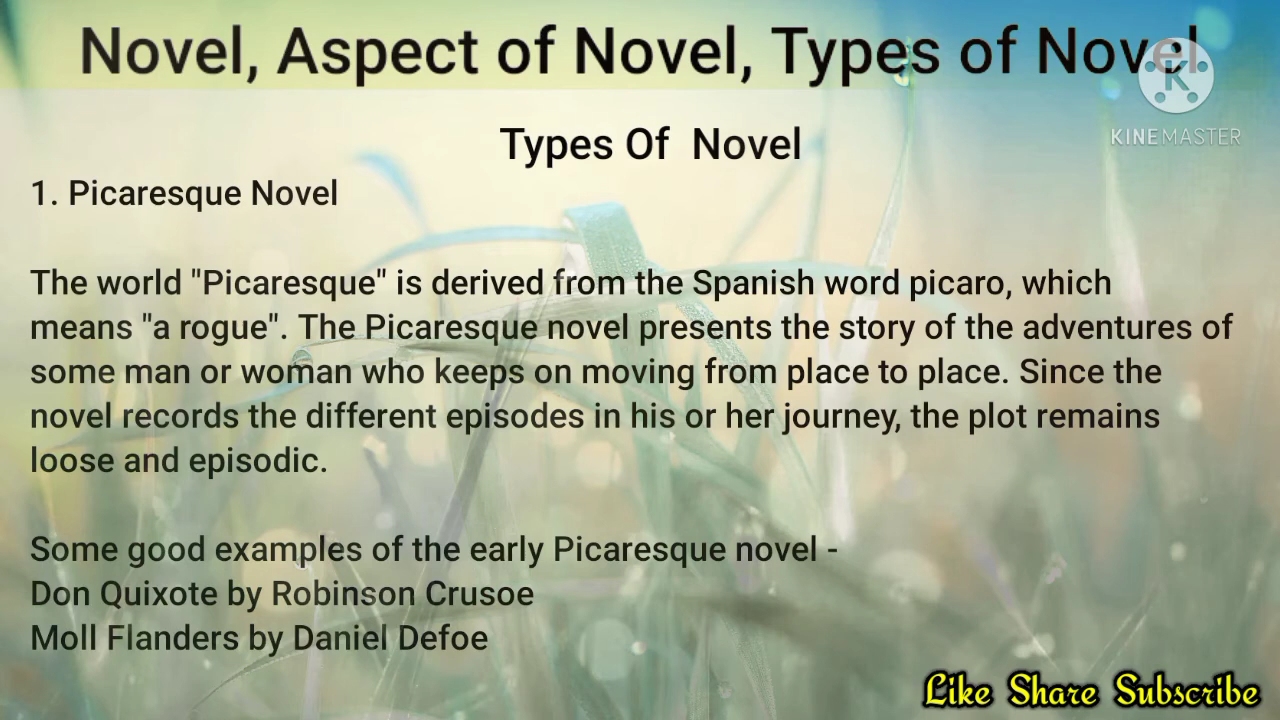 Novel, Aspect of Novel, Types of Novel
K
KINEMASTER
Types Of Novel
1. Picaresque Novel
The world "Picaresque" is derived from the Spanish word picaro, which
means "a rogue". The Picaresque novel presents the story of the adventures of
some man or woman who keeps on moving from place to place. Since the
novel records the different episodes in his or her journey, the plot remains
loose and episodic.
Some good examples of the early Picaresque novel -
Don Quixote by Robinson Crusoe
Moll Flanders by Daniel Defoe
Like Share Subscribe